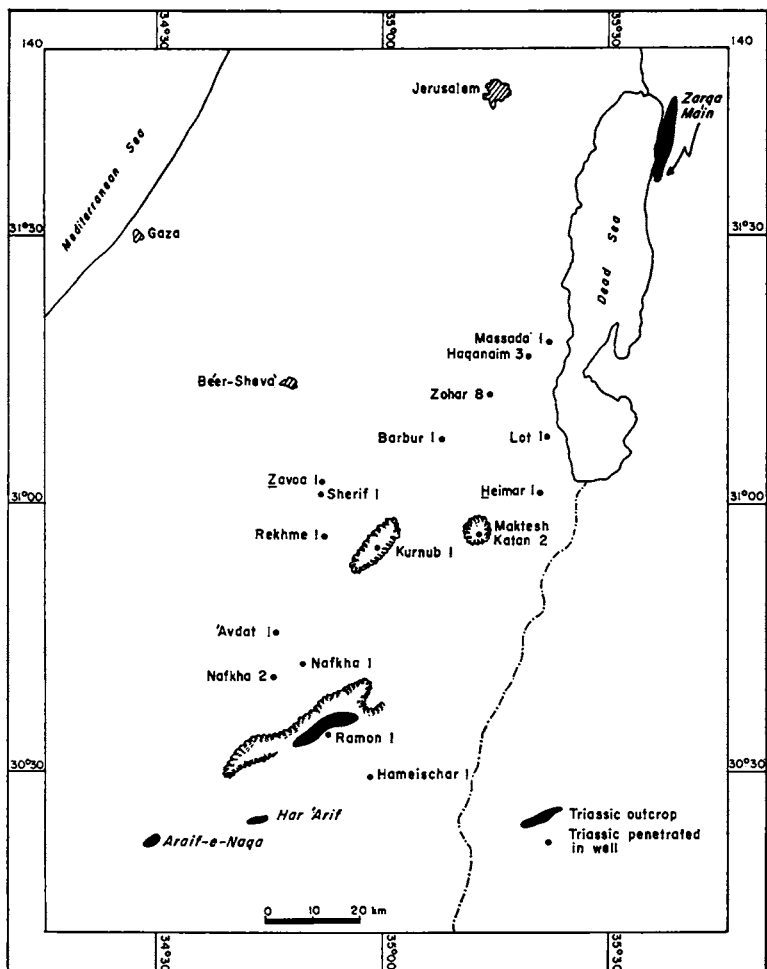 34°30
35°00
35°30
140
140
Jerusalem
Zarqa
Ma'in
Mediterranean Sea
31°30
Gaza
31°30
Dead Sea
Massada 1
Haqanaim 3
Be'er-Sheva'
Zohar 8
Barbur 1
Lot 1
Zavoa 1
Sherif 1
Heimar 1
31°00
31°00
Rekhme 1
Kurnub 1
Maktesh
Katan 2
'Avdat 1
Nafkha 1
Nafkha 2
Ramon 1
30°30
Hameischar 1
30°30
Har 'Arif
Triassic outcrop
Araif-e-Naqa
Triassic penetrated
in well
0 10 20 km
34°30
35°00
35°30